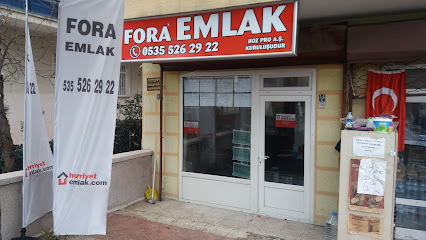 FORA
EMLAK
535 526 29 22
hürriyet
emlak.com
FORA EMLAK
0535 526 29 22
BOZ PRO A.Ş.
KURULUŞUDUR
hürriyet
emlak.com